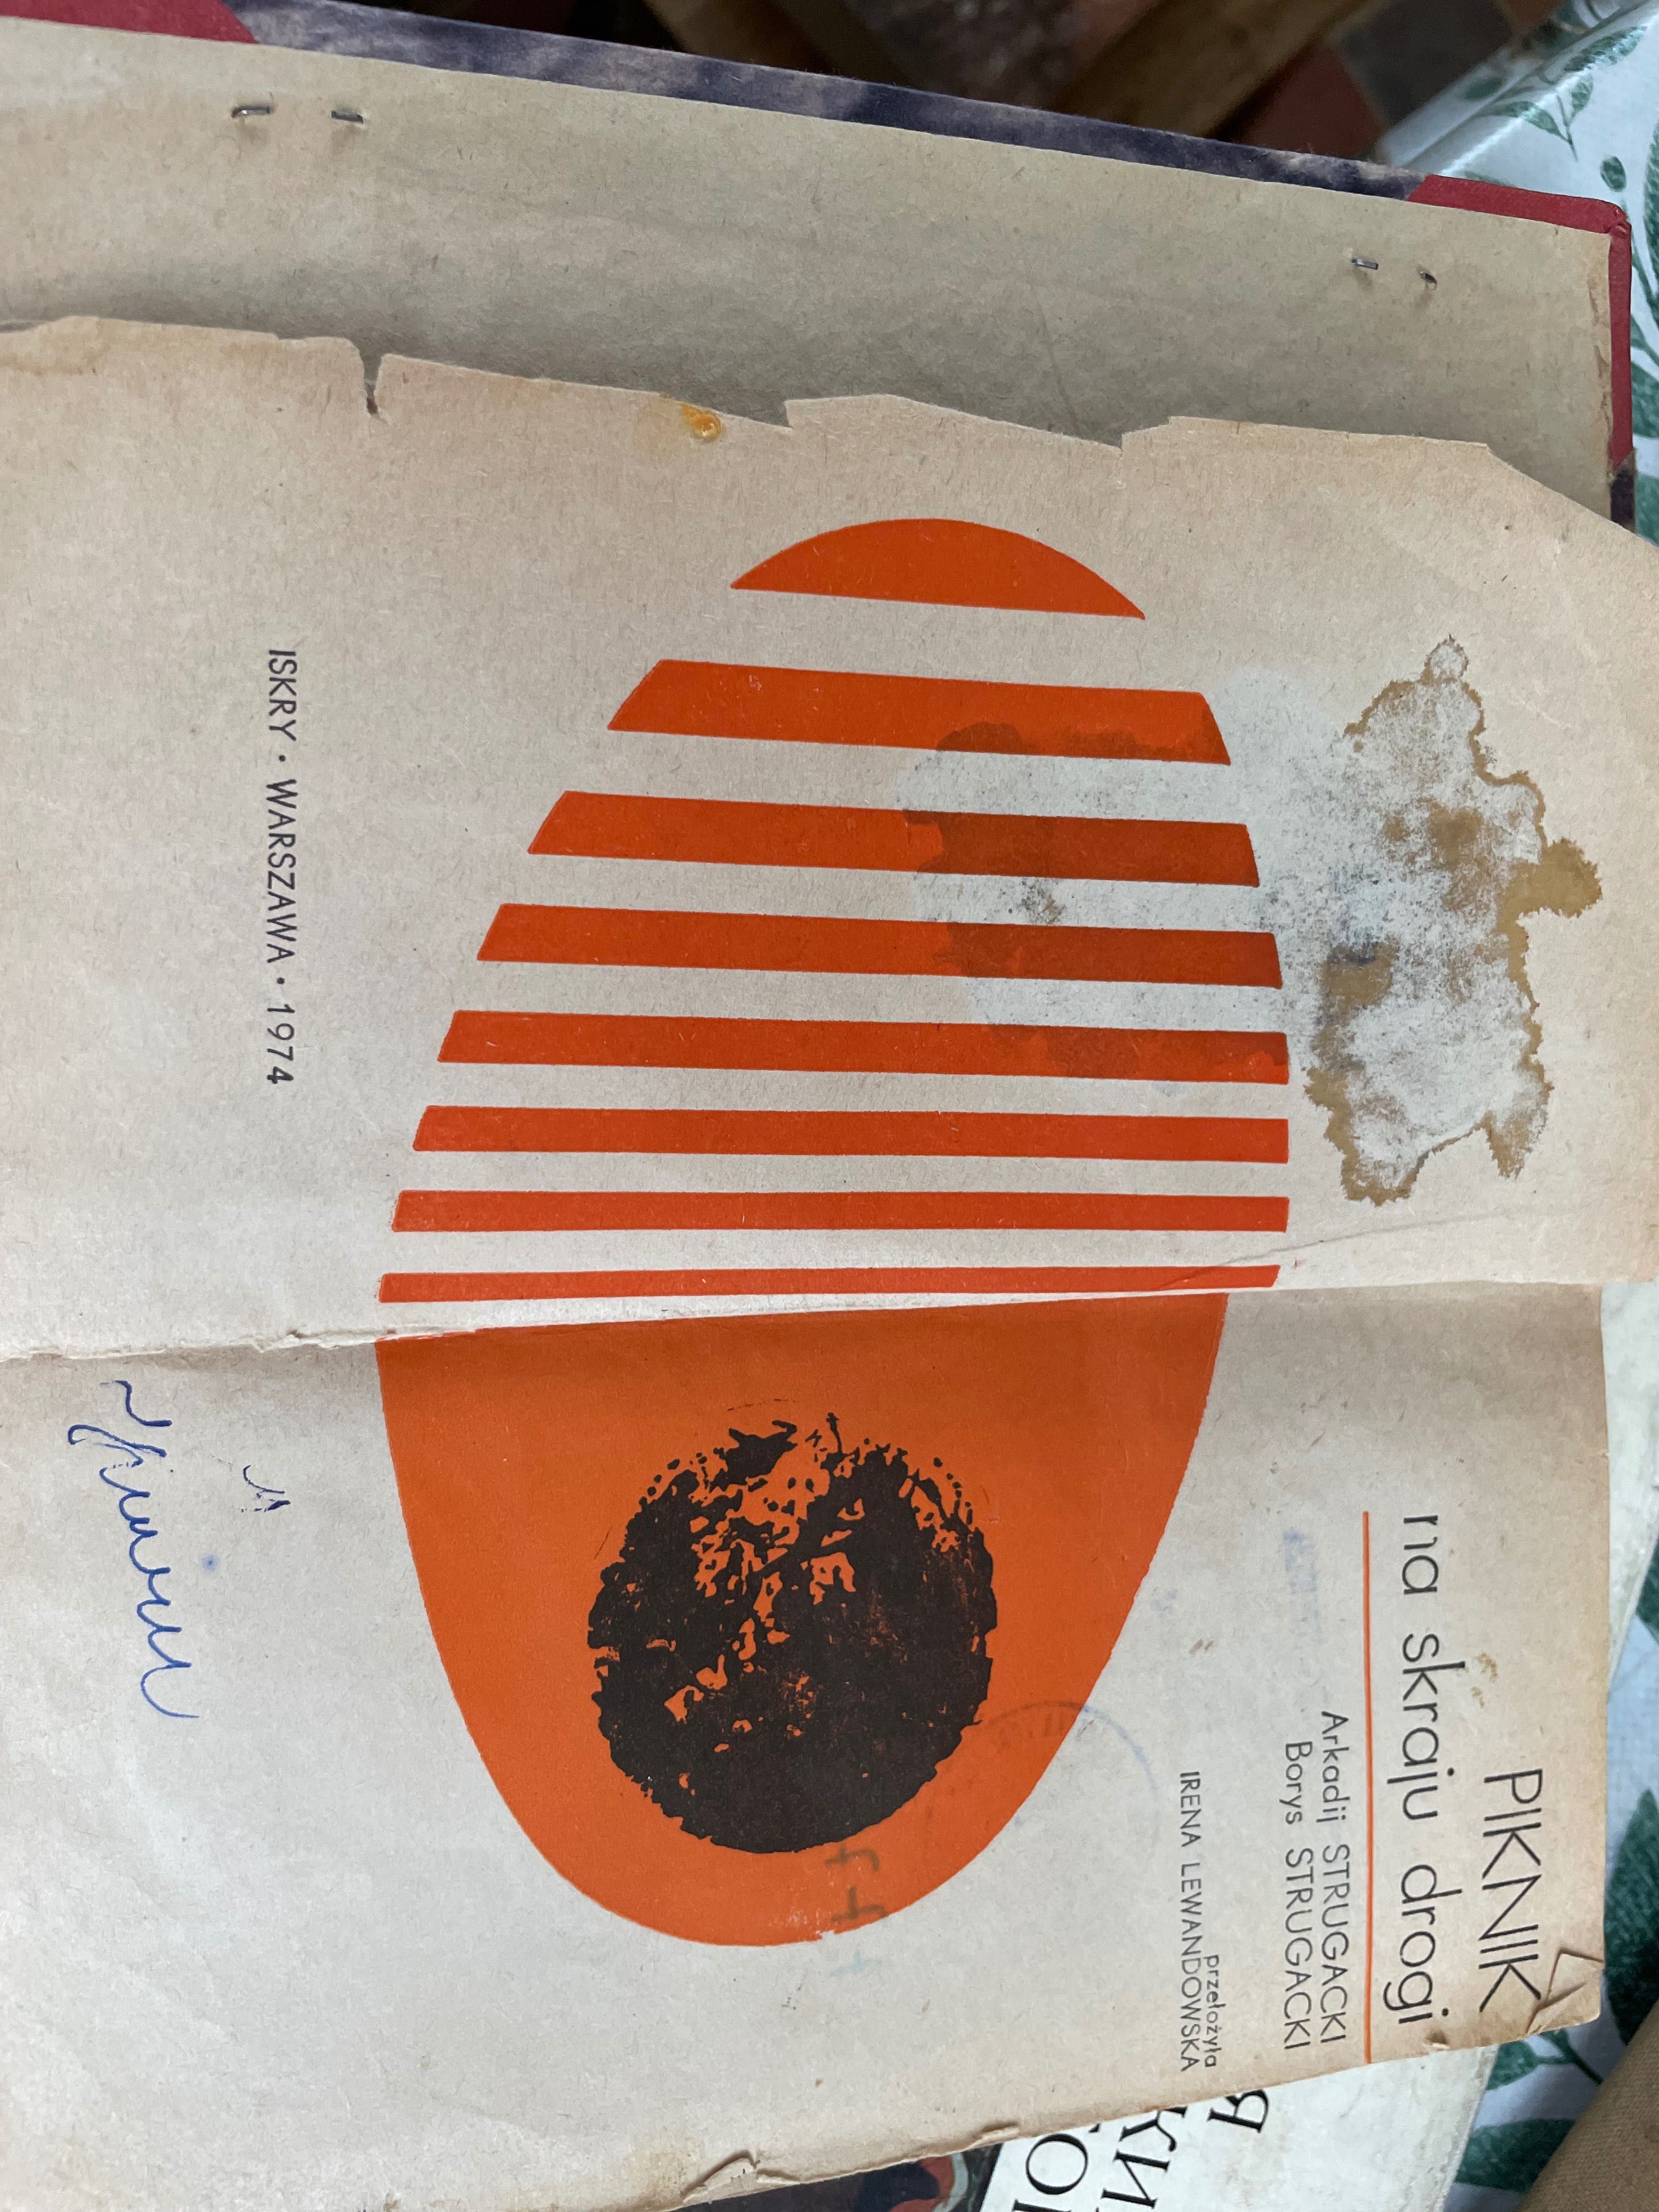 PIKNIK
na skraju drogi
Arkadij STRUGACKI
Borys STRUGACKI
przełożyła
IRENA LEWANDOWSKA
ISKRY • WARSZAWA • 1974